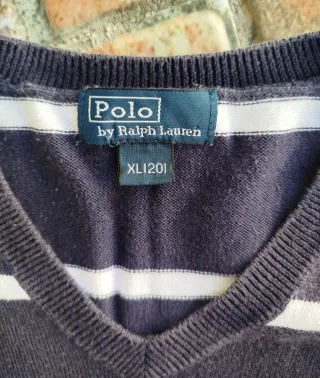 Polo
by Ralph Lauren
XL(20)